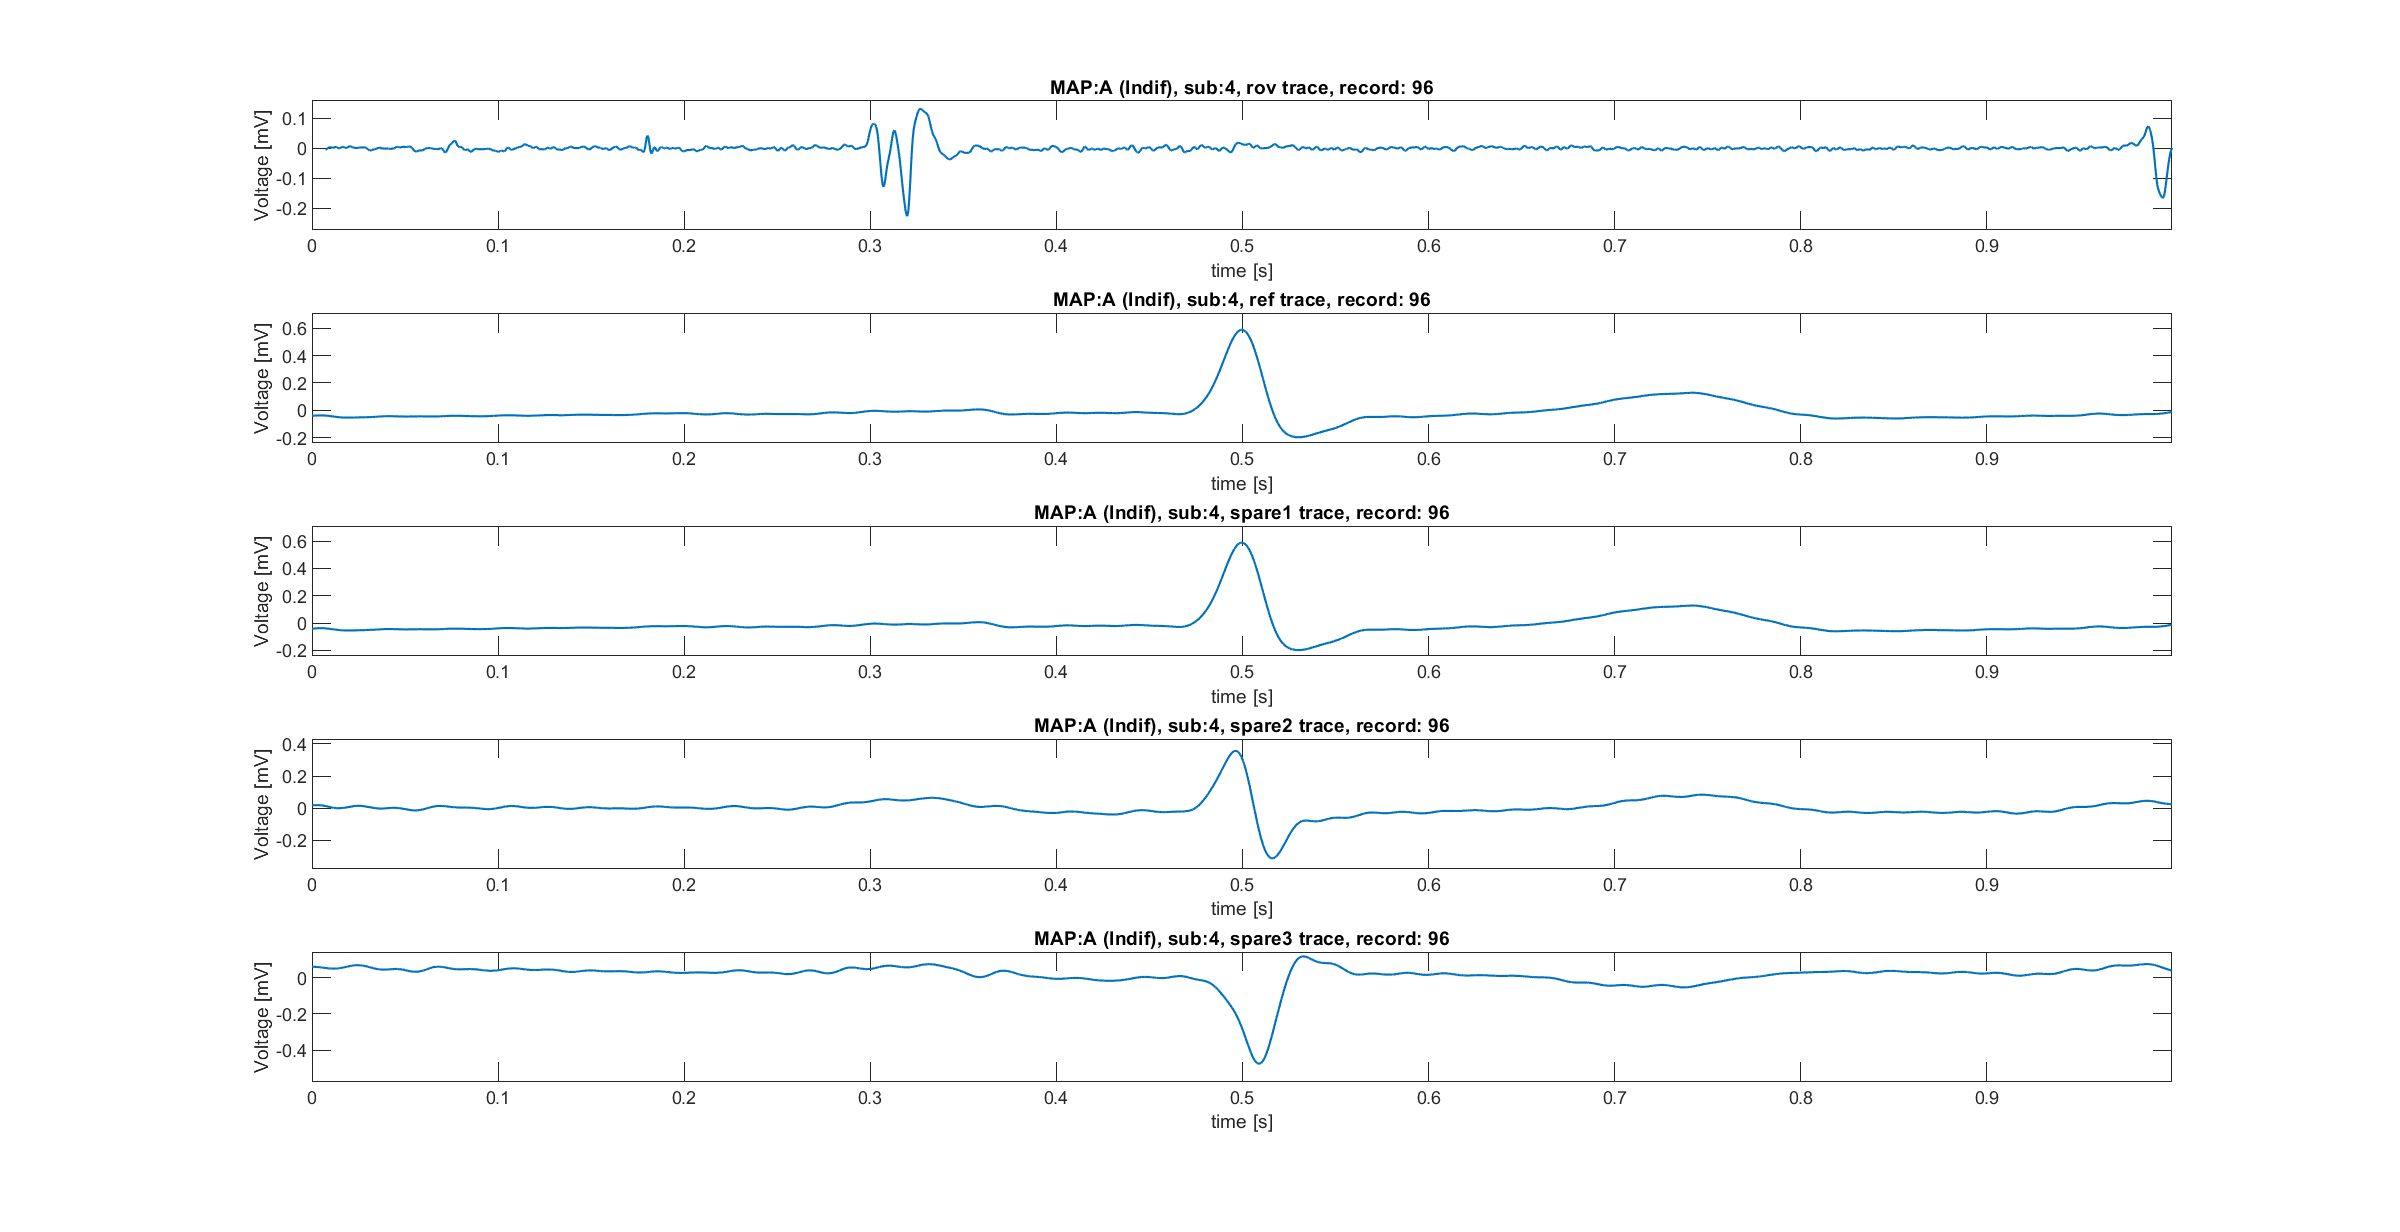 MAP:A (Indif), sub:4, rov trace, record: 96
Voltage [mV]
0.1
0
-0.1
-0.2
0 0.1 0.2 0.3 0.4 0.5 0.6 0.7 0.8 0.9
time [s]
MAP:A (Indif), sub:4, ref trace, record: 96
Voltage [mV]
0.6
0.4
0.2
0
-0.2
0 0.1 0.2 0.3 0.4 0.5 0.6 0.7 0.8 0.9
time [s]
MAP:A (Indif), sub:4, spare1 trace, record: 96
Voltage [mV]
0.6
0.4
0.2
0
-0.2
0 0.1 0.2 0.3 0.4 0.5 0.6 0.7 0.8 0.9
time [s]
MAP:A (Indif), sub:4, spare2 trace, record: 96
Voltage [mV]
0.4
0.2
0
-0.2
0 0.1 0.2 0.3 0.4 0.5 0.6 0.7 0.8 0.9
time [s]
MAP:A (Indif), sub:4, spare3 trace, record: 96
Voltage [mV]
0
-0.2
-0.4
0 0.1 0.2 0.3 0.4 0.5 0.6 0.7 0.8 0.9
time [s]